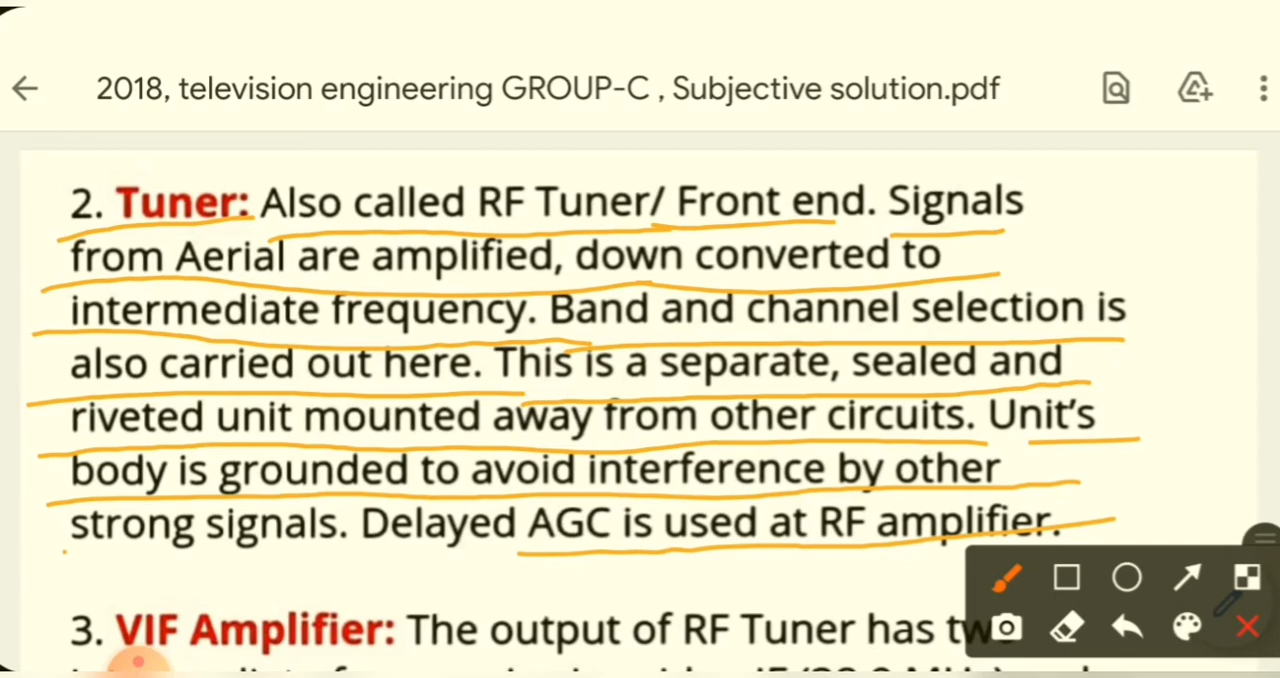 2018, television engineering GROUP-C , Subjective solution.pdf
2. Tuner: Also called RF Tuner/ Front end. Signals
from Aerial are amplified, down converted to
intermediate frequency. Band and channel selection is
also carried out here. This is a separate, sealed and
riveted unit mounted away from other circuits. Unit’s
body is grounded to avoid interference by other
strong signals. Delayed AGC is used at RF amplifier.
3. VIF Amplifier: The output of RF Tuner has